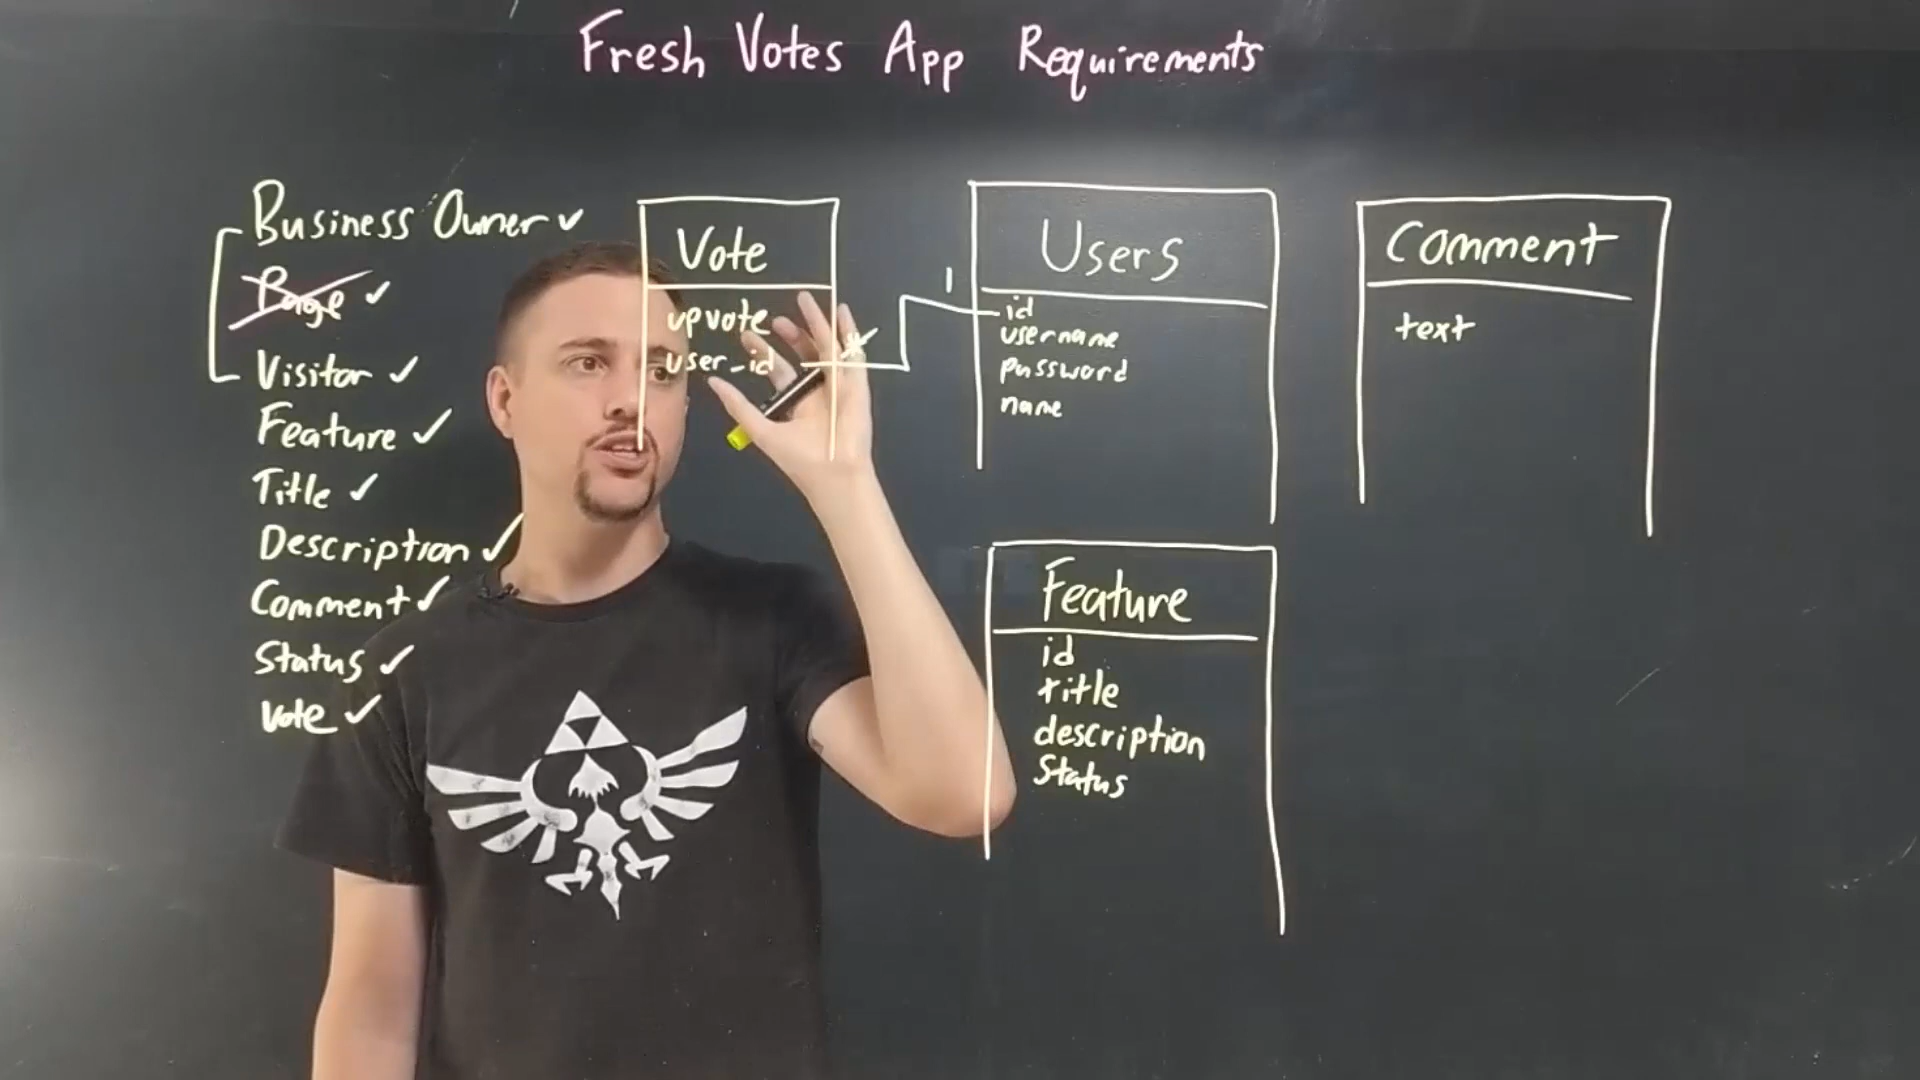 Fresh Votes App Requirements
Business Owner ✓
Page ✓
Visitor ✓
Feature ✓
Title ✓
Description ✓
Comment ✓
Status ✓
Vote ✓
Vote
upvote
user_id
*
1
Users
id
username
password
name
Comment
text
Feature
id
title
description
Status